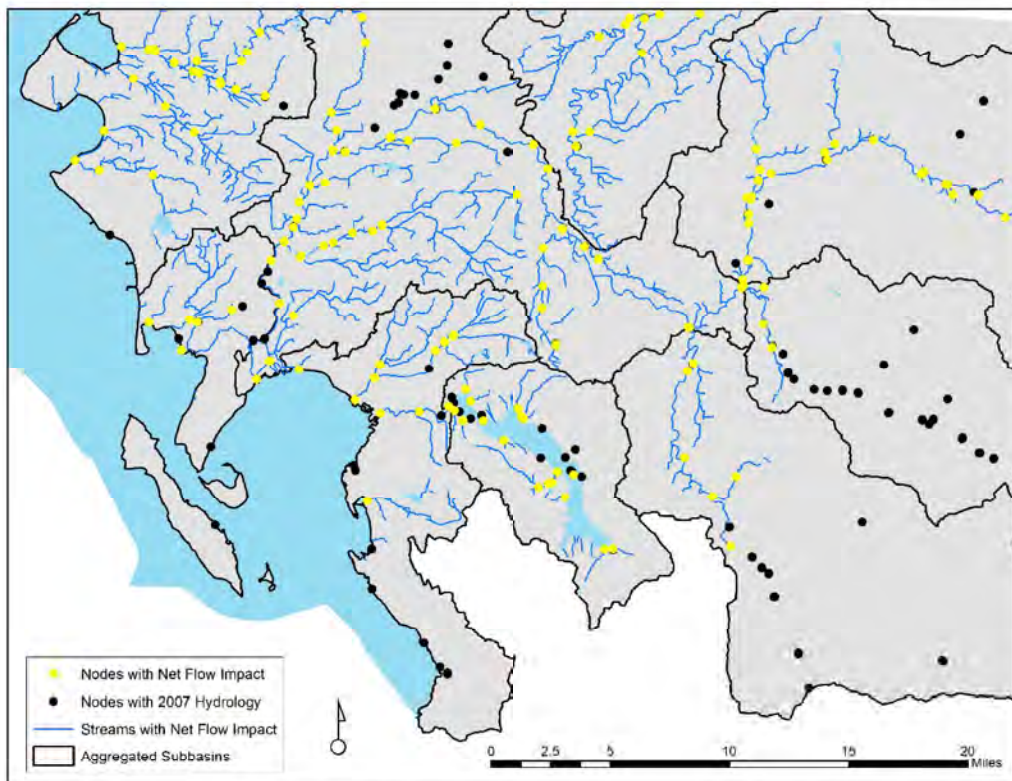 Nodes with Net Flow Impact
Nodes with 2007 Hydrology
Streams with Net Flow Impact
Aggregated Subbasins
0 2.5 5 10 15 20
Miles